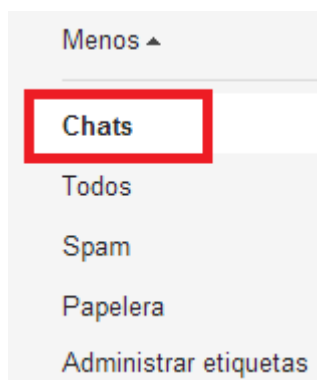 Menos ▲
Chats
Todos
Spam
Papelera
Administrar etiquetas